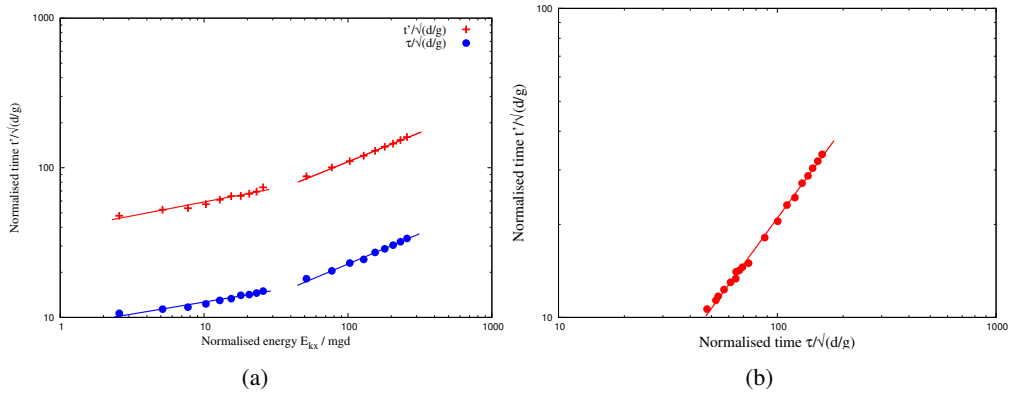 1000
100
10
1
10
100
1000
Normalised time t'/√(d/g)
Normalised energy E_kx / mgd
t'/√(d/g)
τ/√(d/g)
(a)
100
10
10
100
1000
Normalised time t'/√(d/g)
Normalised time τ/√(d/g)
(b)